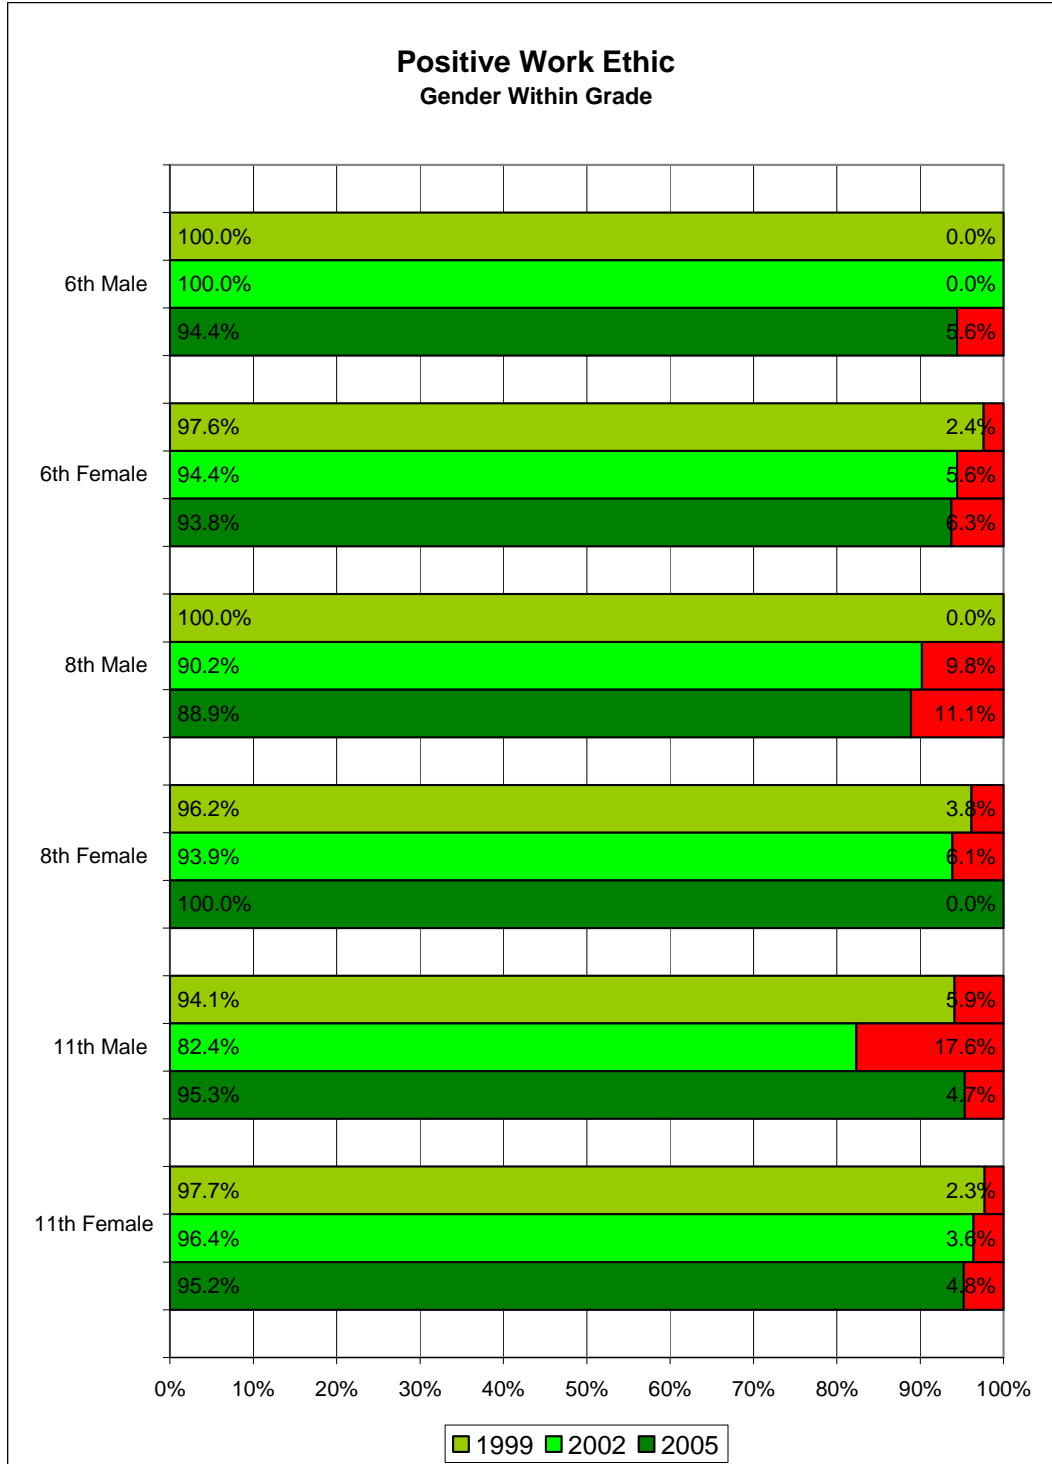 Positive Work Ethic
Gender Within Grade
100.0% 0.0%
6th Male 100.0% 0.0%
94.4% 5.6%
97.6% 2.4%
6th Female 94.4% 5.6%
93.8% 6.3%
100.0% 0.0%
8th Male 90.2% 9.8%
88.9% 11.1%
96.2% 3.8%
8th Female 93.9% 6.1%
100.0% 0.0%
94.1% 5.9%
11th Male 82.4% 17.6%
95.3% 4.7%
97.7% 2.3%
11th Female 96.4% 3.6%
95.2% 4.8%
0% 10% 20% 30% 40% 50% 60% 70% 80% 90% 100%
1999 2002 2005